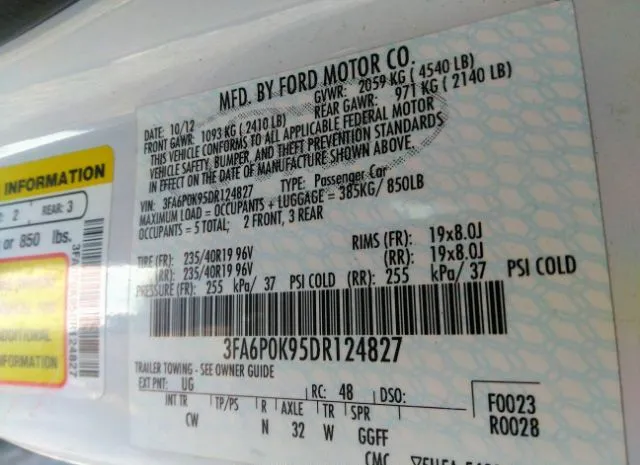 MFD. BY FORD MOTOR CO.
DATE: 10/12 GVWR: 2059 KG (4540 LB)
FRONT GAWR: 1093 KG (2410 LB) REAR GAWR: 971 KG (2140 LB)
THIS VEHICLE CONFORMS TO ALL APPLICABLE FEDERAL MOTOR
VEHICLE SAFETY, BUMPER, AND THEFT PREVENTION STANDARDS
IN EFFECT ON THE DATE OF MANUFACTURE SHOWN ABOVE.
VIN: 3FA6P0K95DR124827 TYPE: Passenger Car
MAXIMUM LOAD = OCCUPANTS + LUGGAGE = 385KG/ 850LB
OCCUPANTS = 5 TOTAL; 2 FRONT, 3 REAR
TIRE (FR): 235/40R19 96V RIMS (FR): 19x8.0J
(RR): 235/40R19 96V (RR): 19x8.0J
PRESSURE (FR): 255 kPa/ 37 PSI COLD (RR): 255 kPa/ 37 PSI COLD
3FA6P0K95DR124827
TRAILER TOWING - SEE OWNER GUIDE
EXT PNT: UG RC: 48 DSO:
INT TR TP/PS R AXLE TR SPR
CW N 32 W GGFF
F0023
R0028
INFORMATION
2 REAR: 3
or 850 lbs.
ADDITIONAL
INFORMATION